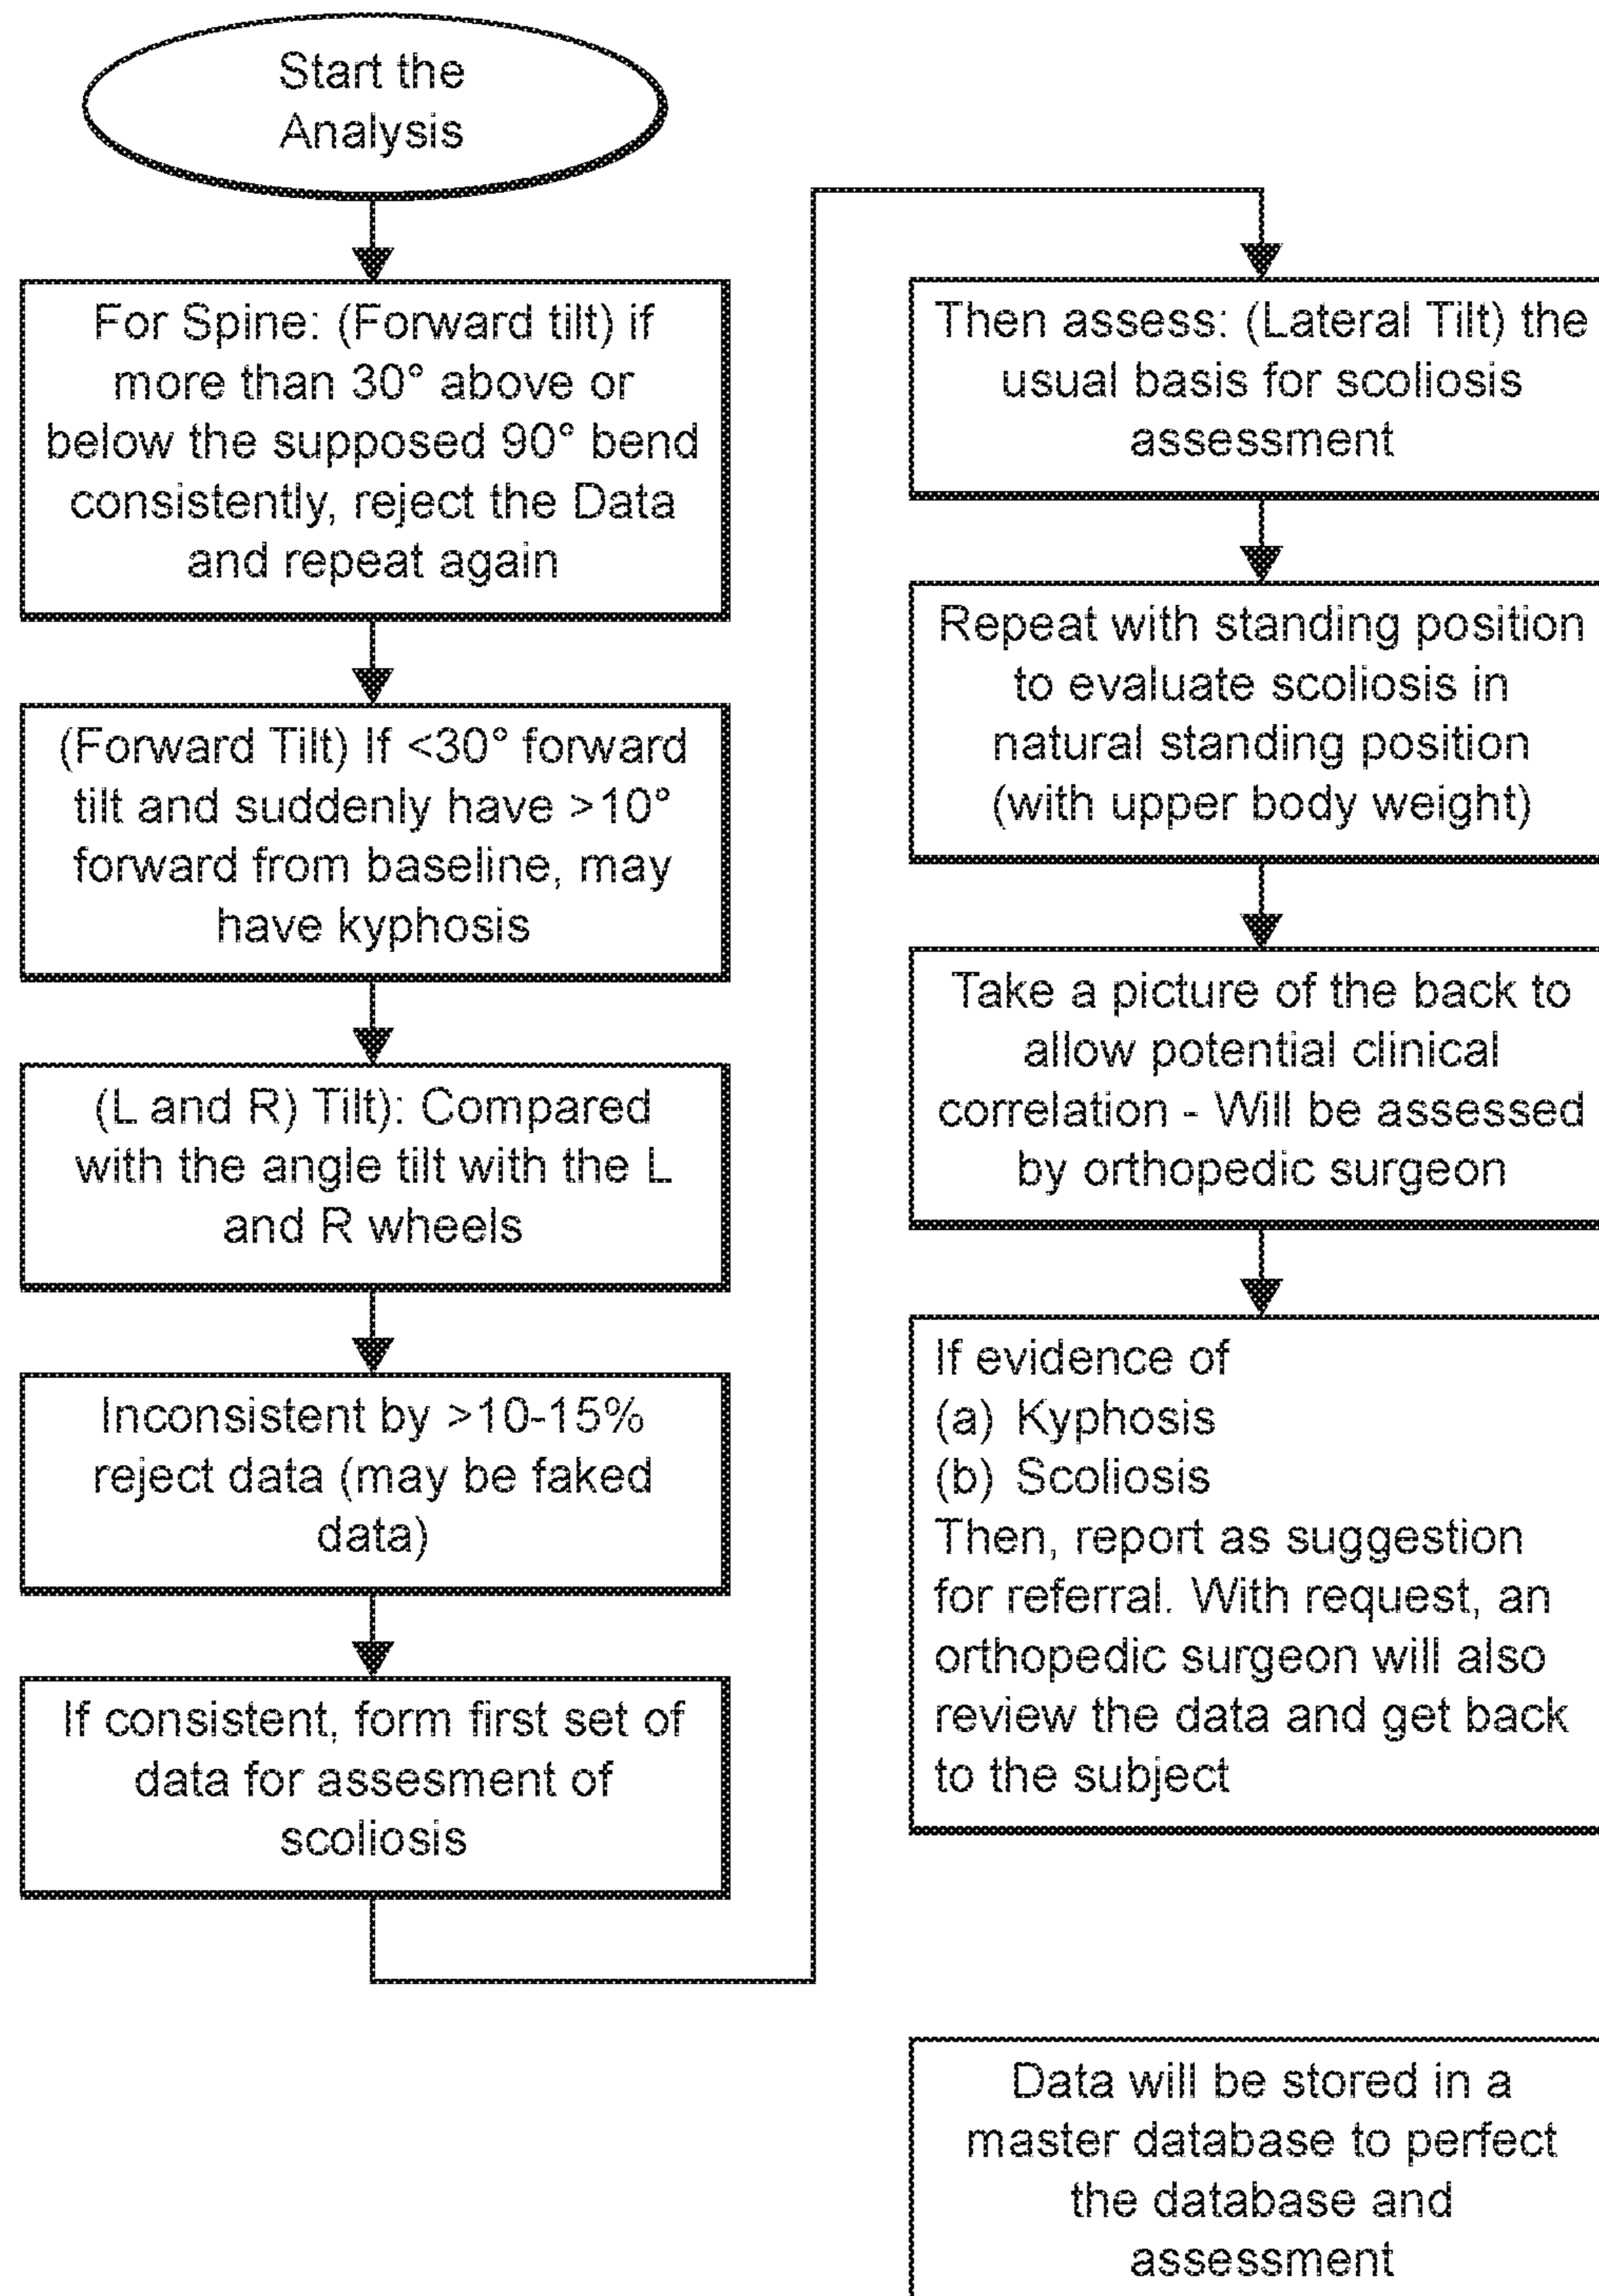 Start the
Analysis
For Spine: (Forward tilt) if
more than 30° above or
below the supposed 90° bend
consistently, reject the Data
and repeat again
(Forward Tilt) If <30° forward
tilt and suddenly have >10°
forward from baseline, may
have kyphosis
(L and R) Tilt): Compared
with the angle tilt with the L
and R wheels
Inconsistent by >10-15%
reject data (may be faked
data)
If consistent, form first set of
data for assesment of
scoliosis
Then assess: (Lateral Tilt) the
usual basis for scoliosis
assessment
Repeat with standing position
to evaluate scoliosis in
natural standing position
(with upper body weight)
Take a picture of the back to
allow potential clinical
correlation - Will be assessed
by orthopedic surgeon
If evidence of
(a) Kyphosis
(b) Scoliosis
Then, report as suggestion
for referral. With request, an
orthopedic surgeon will also
review the data and get back
to the subject
Data will be stored in a
master database to perfect
the database and
assessment